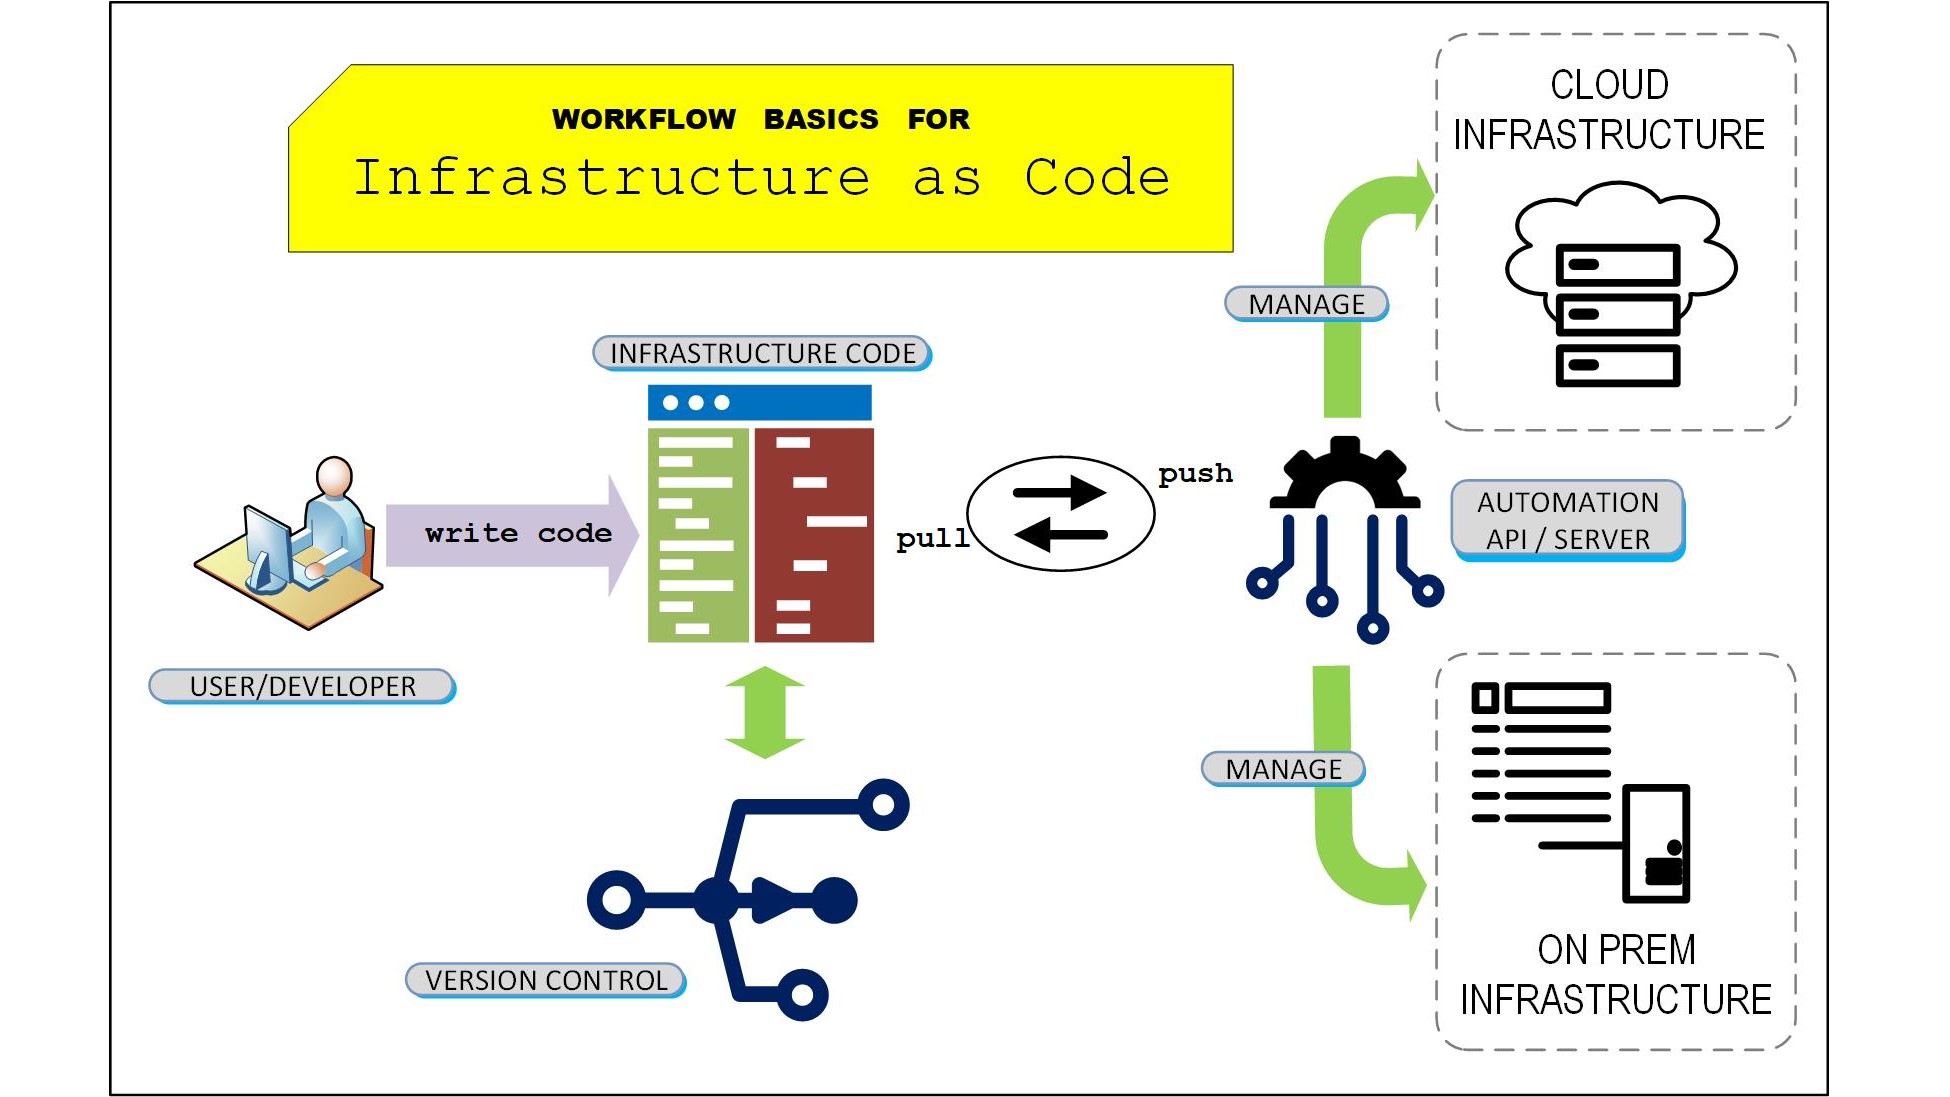 WORKFLOW BASICS FOR
Infrastructure as Code
CLOUD
INFRASTRUCTURE
MANAGE
INFRASTRUCTURE CODE
write code
pull
push
AUTOMATION
API / SERVER
USER/DEVELOPER
MANAGE
VERSION CONTROL
ON PREM
INFRASTRUCTURE